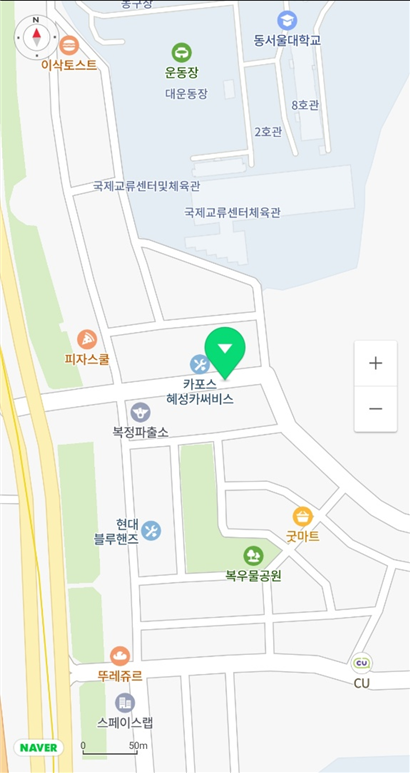 농구장
N
동서울대학교
이삭토스트
운동장
대운동장
8호관
2호관
국제교류센터및체육관
국제교류센터체육관
피자스쿨
카포스
혜성카써비스
+
−
복정파출소
현대
블루핸즈
굿마트
복우물공원
CU
CU
뚜레쥬르
스페이스랩
NAVER
0 50m